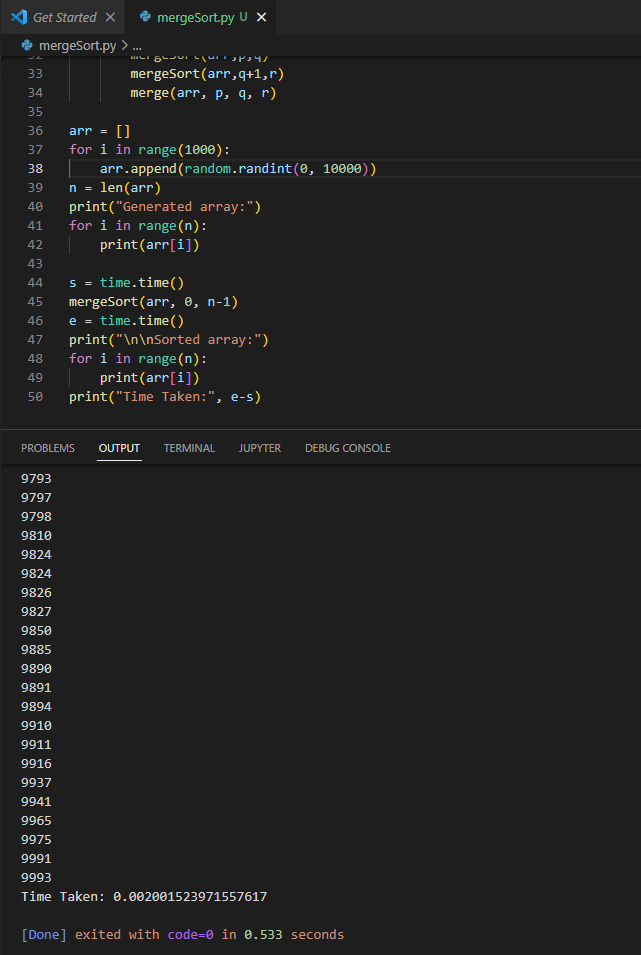 Get Started
mergeSort.py U
mergeSort.py > ...
32 mergeSort(arr,p,q)
33 mergeSort(arr,q+1,r)
34 merge(arr, p, q, r)
35
36 arr = []
37 for i in range(1000):
38 arr.append(random.randint(0, 10000))
39 n = len(arr)
40 print("Generated array:")
41 for i in range(n):
42 print(arr[i])
43
44 s = time.time()
45 mergeSort(arr, 0, n-1)
46 e = time.time()
47 print("\n\nSorted array:")
48 for i in range(n):
49 print(arr[i])
50 print("Time Taken:", e-s)
PROBLEMS OUTPUT TERMINAL JUPYTER DEBUG CONSOLE
9793
9797
9798
9810
9824
9824
9826
9827
9850
9885
9890
9891
9894
9910
9911
9916
9937
9941
9965
9975
9991
9993
Time Taken: 0.002001523971557617
[Done] exited with code=0 in 0.533 seconds